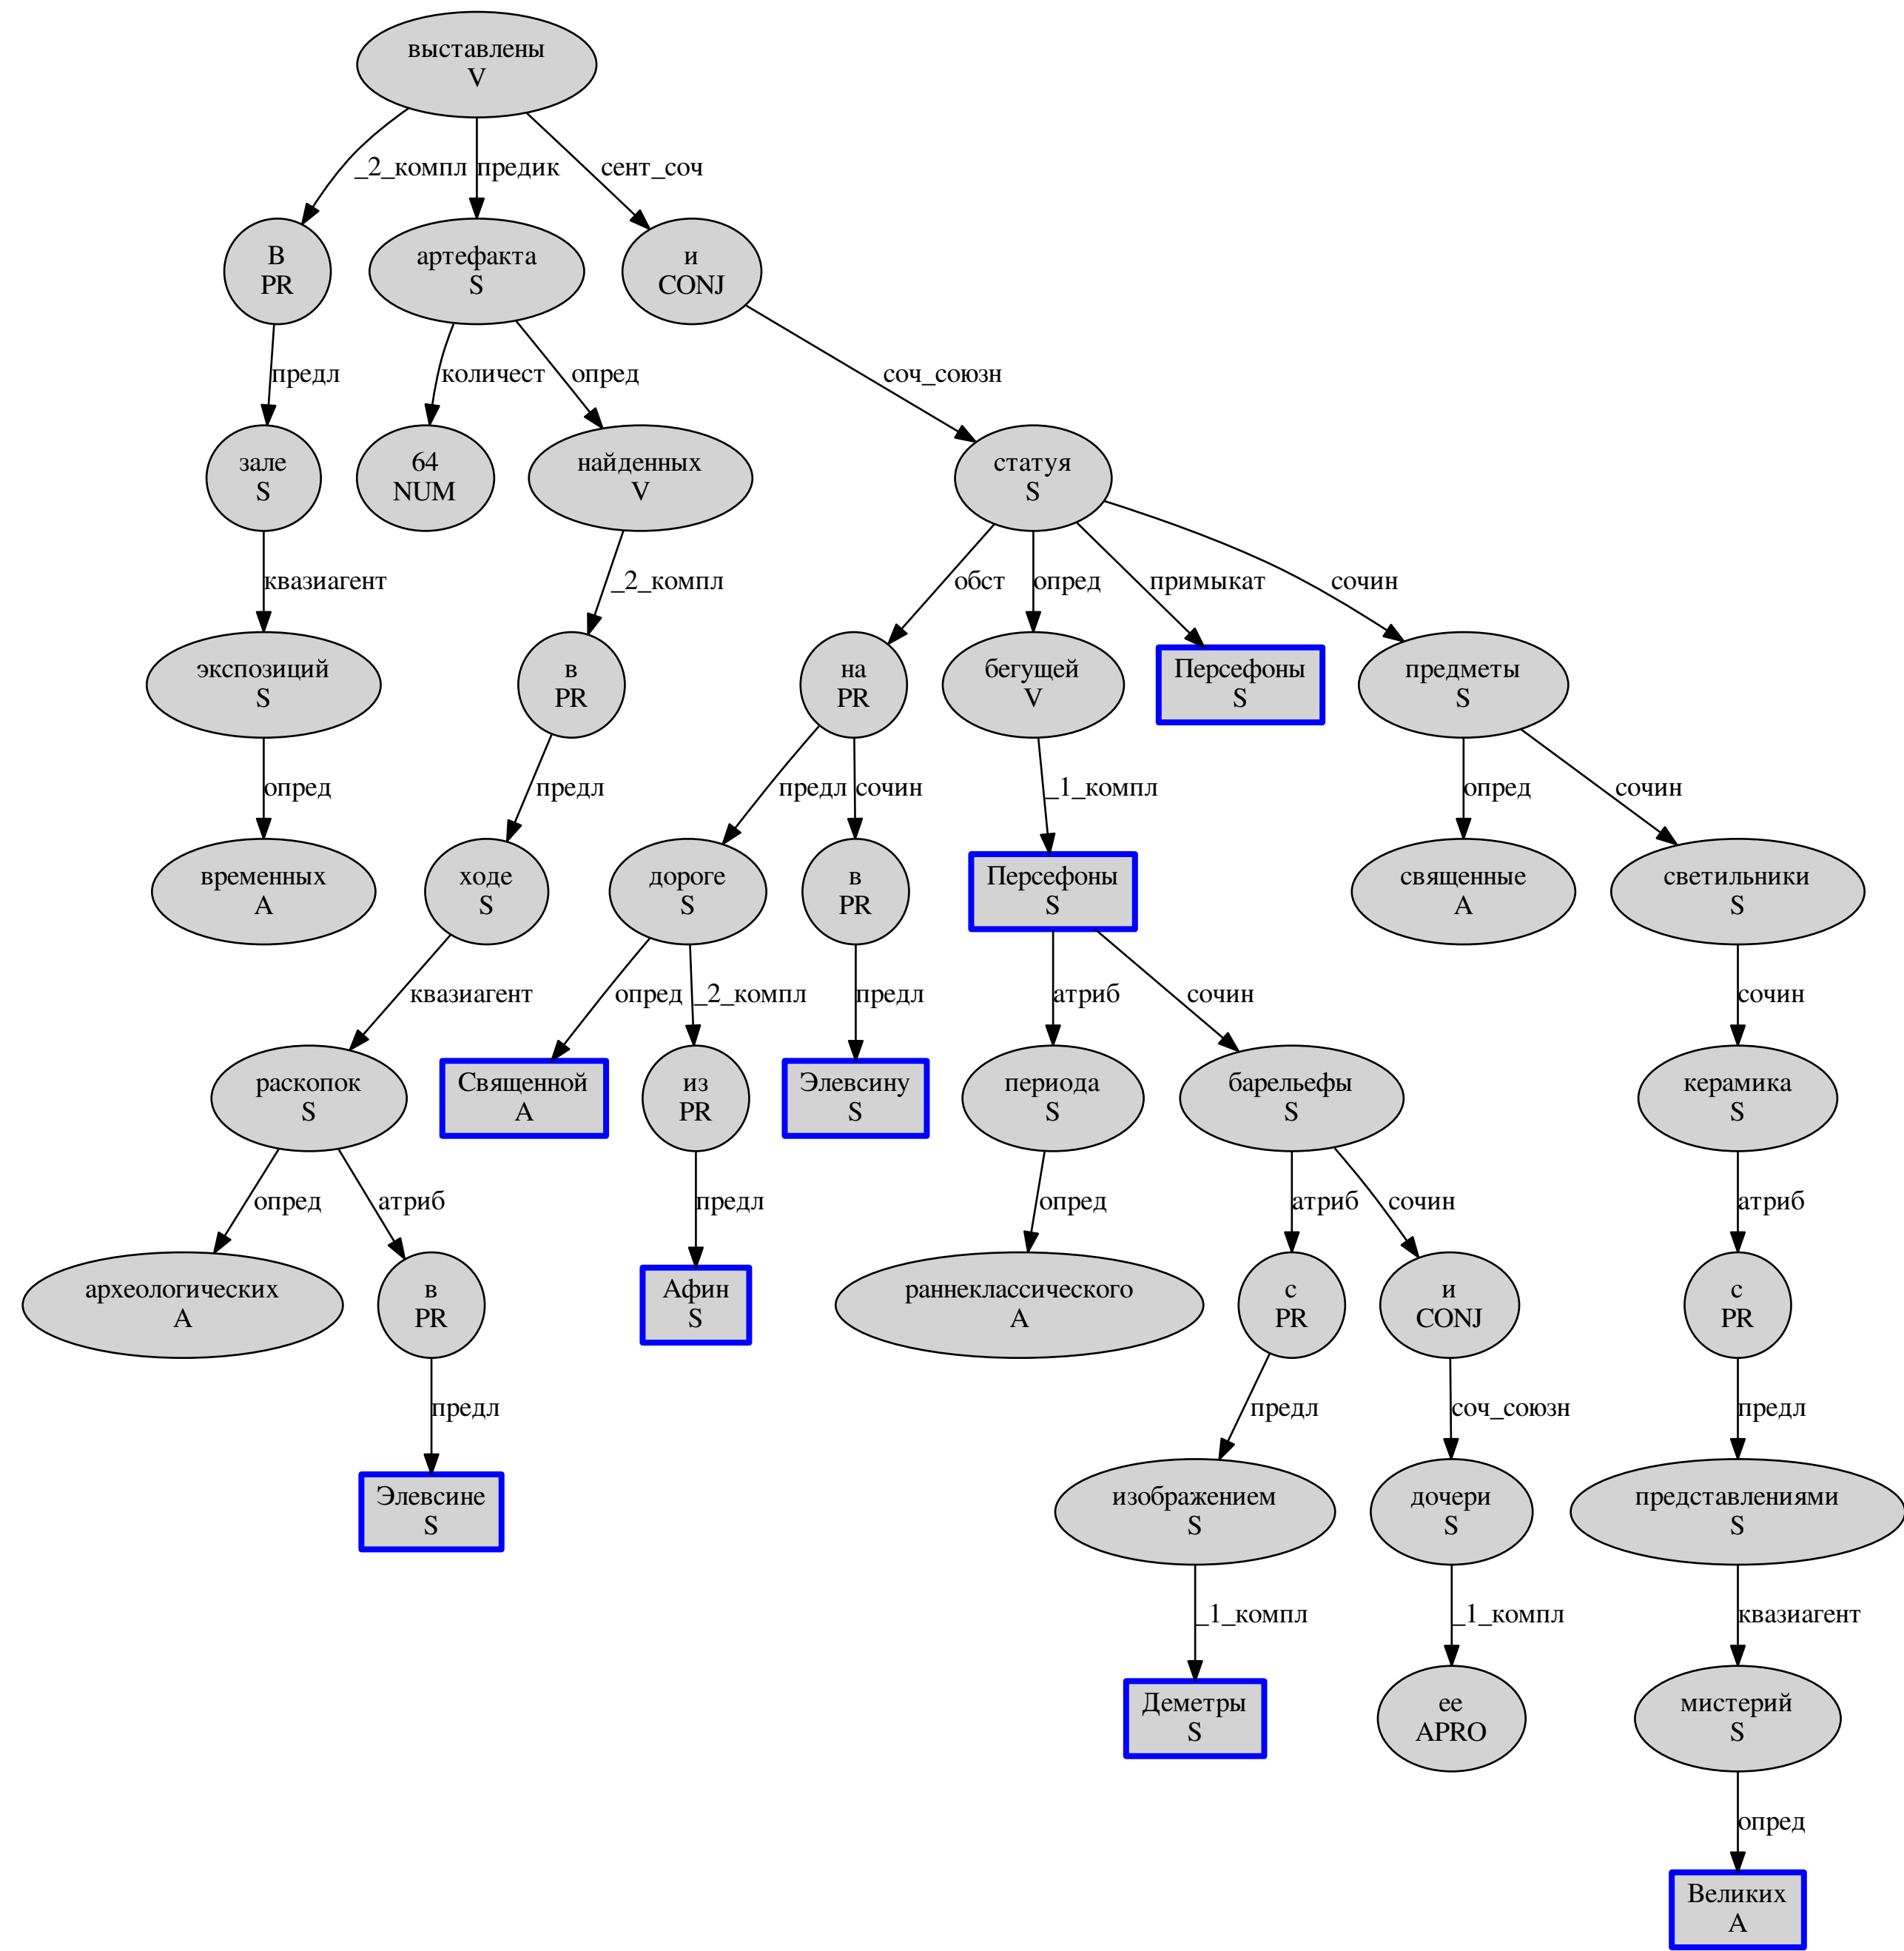 выставлены
V
_2_компл
предик
сент_соч
В
PR
артефакта
S
и
CONJ
предл
количест
опред
соч_союзн
зале
S
64
NUM
найденных
V
статуя
S
квазиагент
_2_компл
обст
опред
примыкат
сочин
экспозиций
S
в
PR
на
PR
бегущей
V
Персефоны
S
предметы
S
опред
предл
предл
сочин
_1_компл
опред
сочин
временных
A
ходе
S
дороге
S
в
PR
Персефоны
S
священные
A
светильники
S
квазиагент
опред
_2_компл
предл
атриб
сочин
сочин
раскопок
S
Священной
A
из
PR
Элевсину
S
периода
S
барельефы
S
керамика
S
опред
атриб
предл
опред
атриб
сочин
атриб
археологических
A
в
PR
Афин
S
раннеклассического
A
с
PR
и
CONJ
с
PR
предл
предл
соч_союзн
предл
Элевсине
S
изображением
S
дочери
S
представлениями
S
_1_компл
_1_компл
квазиагент
Деметры
S
ее
APRO
мистерий
S
опред
Великих
A